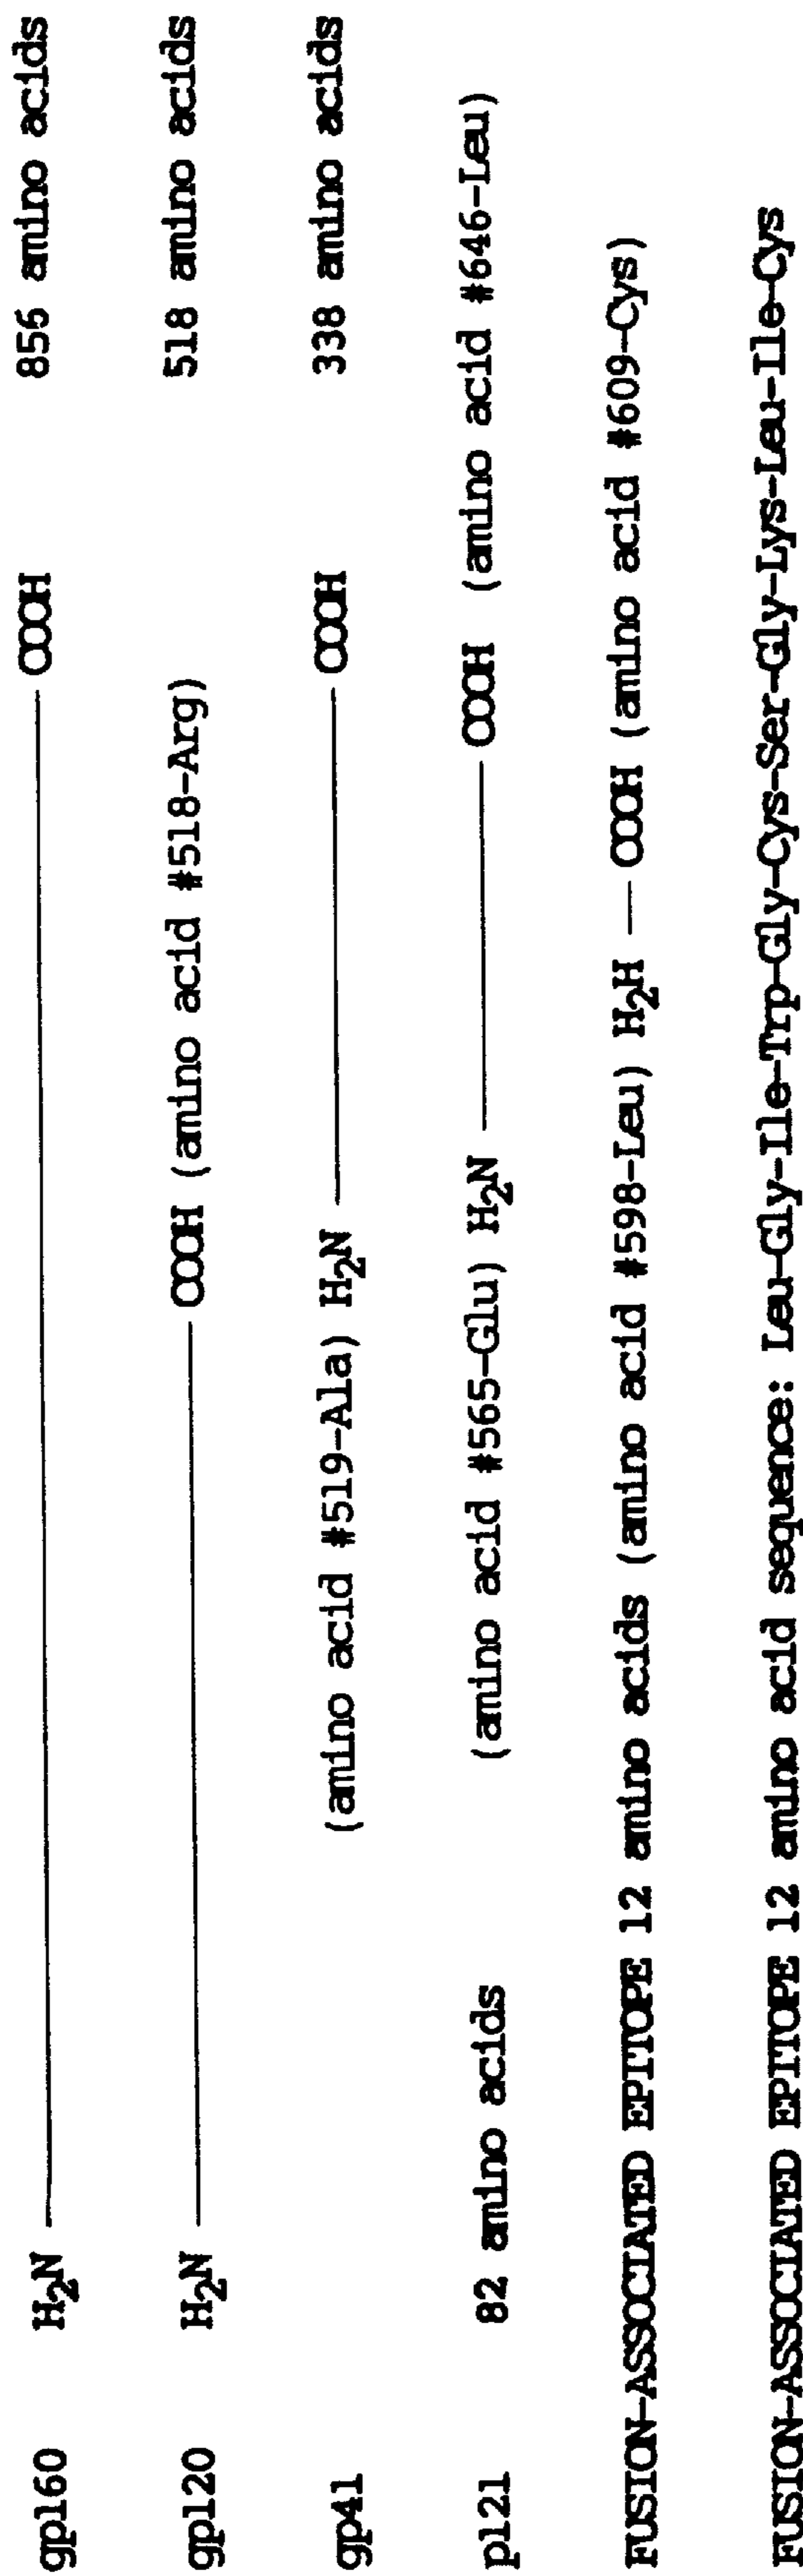 gp160 H2N COOH 856 amino acids
gp120 H2N COOH (amino acid #518-Arg) 518 amino acids
gp41 (amino acid #519-Ala) H2N COOH 338 amino acids
p121 82 amino acids (amino acid #565-Glu) H2N COOH (amino acid #646-Leu)
FUSION-ASSOCIATED EPITOPE 12 amino acids (amino acid #598-Leu) H2H — COOH (amino acid #609-Cys)
FUSION-ASSOCIATED EPITOPE 12 amino acid sequence: Leu-Gly-Ile-Trp-Gly-Cys-Ser-Gly-Lys-Leu-Ile-Cys